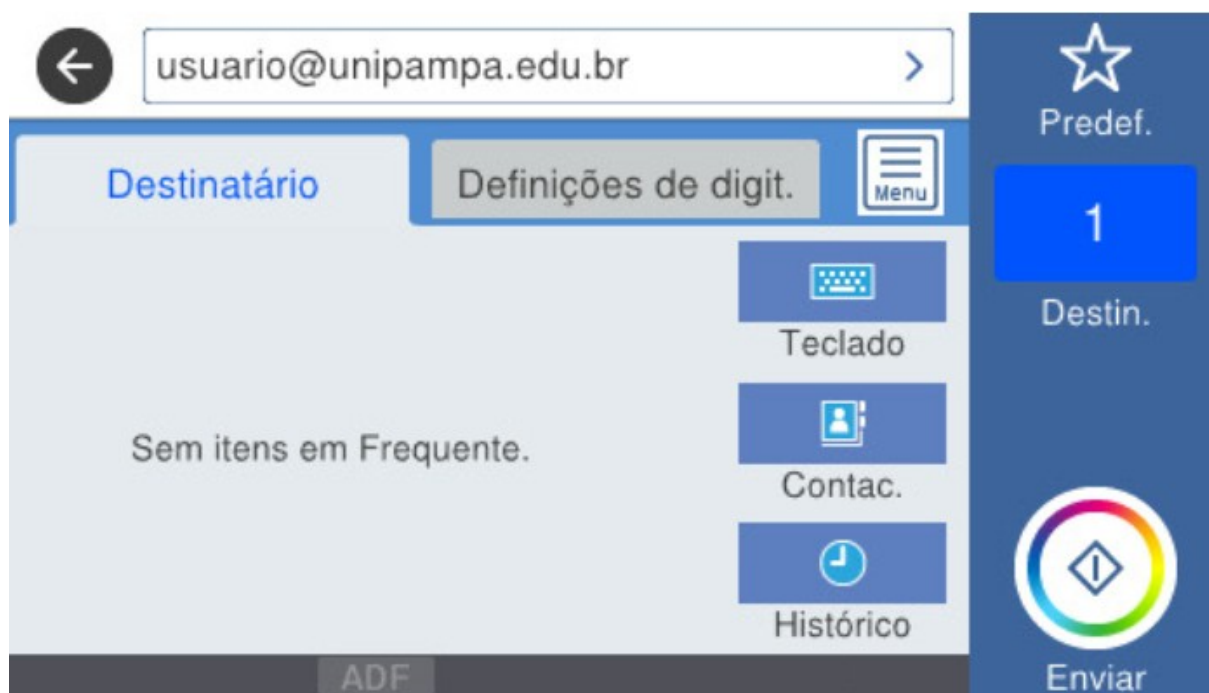 usuario@unipampa.edu.br
Predef.
Destinatário
Definições de digit.
Menu
1
Destin.
Teclado
Sem itens em Frequente.
Contac.
Histórico
ADF
Enviar